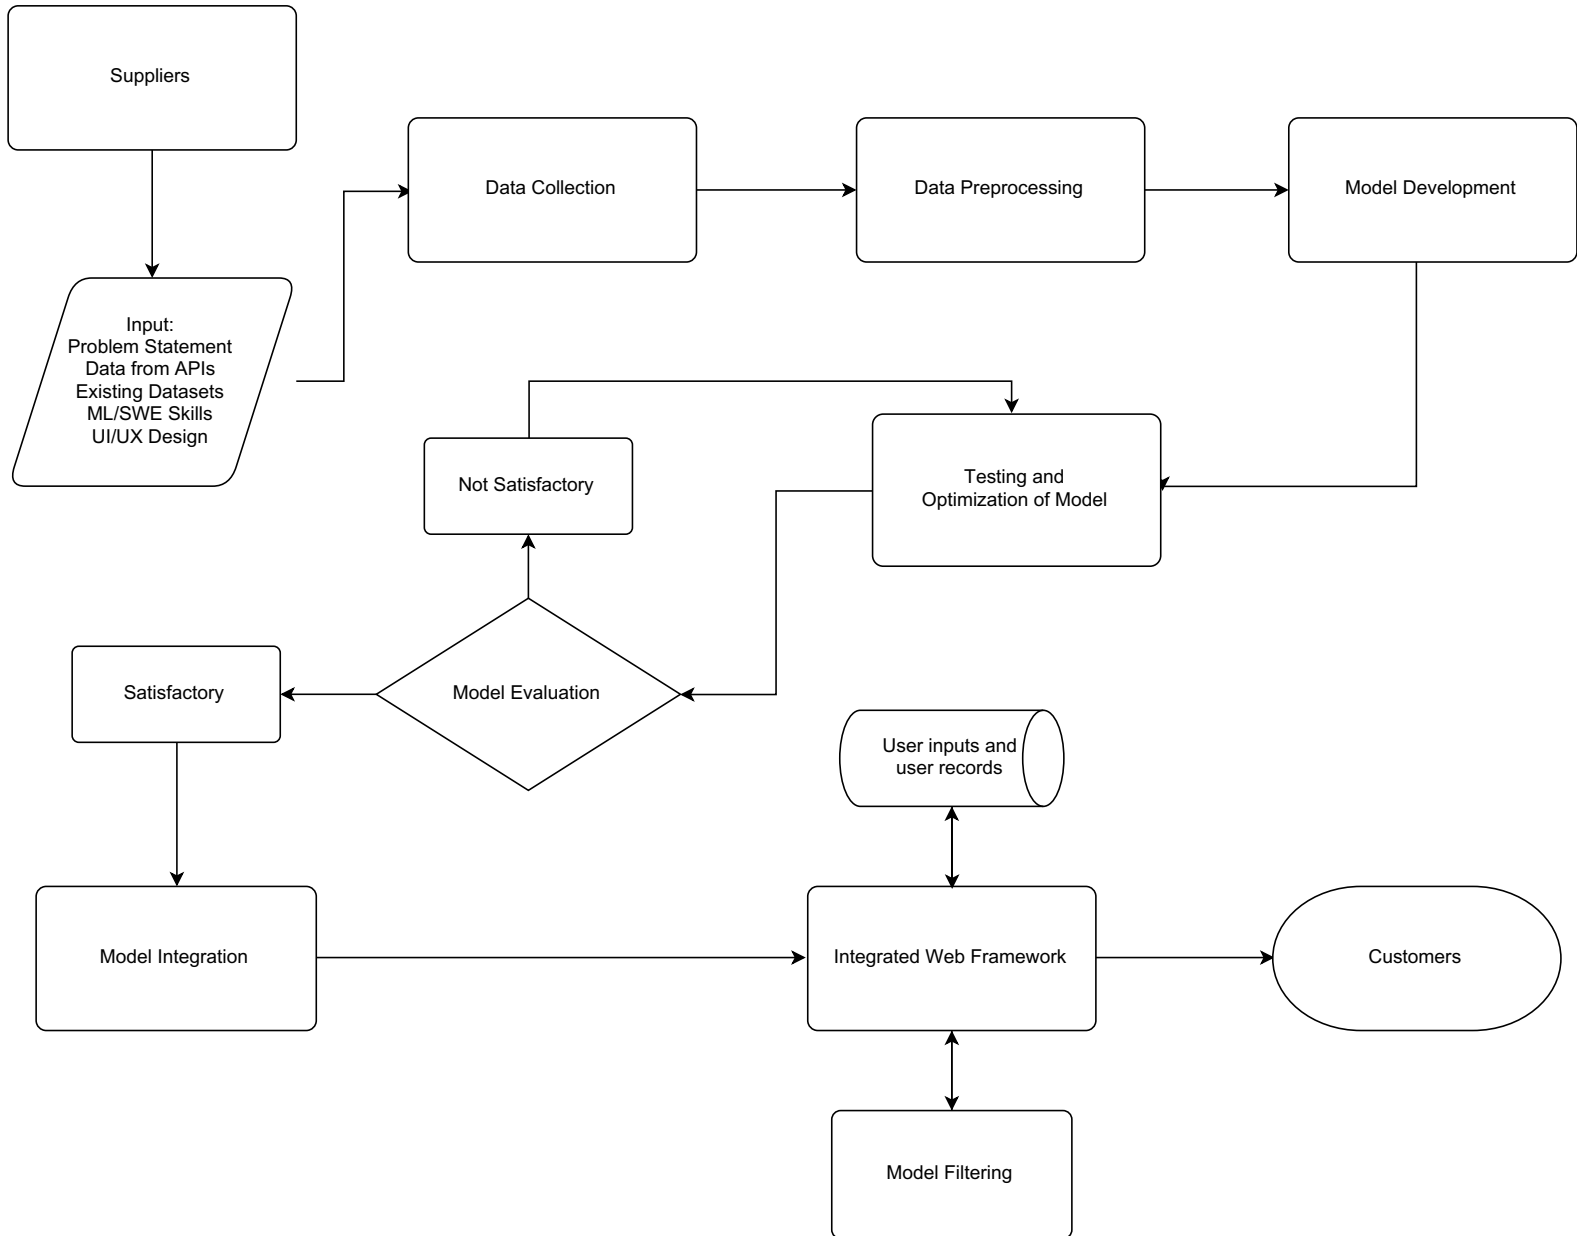 Suppliers
Data Collection
Data Preprocessing
Model Development
Input:
Problem Statement
Data from APIs
Existing Datasets
ML/SWE Skills
UI/UX Design
Not Satisfactory
Testing and
Optimization of Model
Satisfactory
Model Evaluation
User inputs and
user records
Model Integration
Integrated Web Framework
Customers
Model Filtering